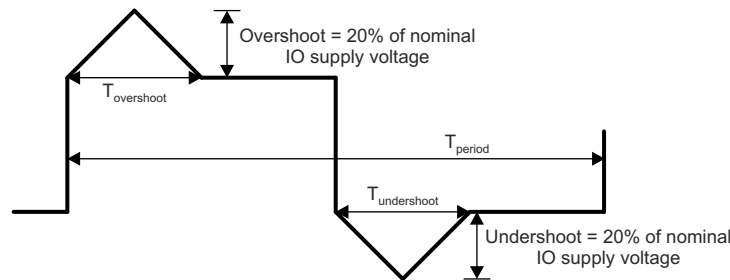 Overshoot = 20% of nominal
IO supply voltage
Tovershoot
Tperiod
Tundershoot
Undershoot = 20% of nominal
IO supply voltage